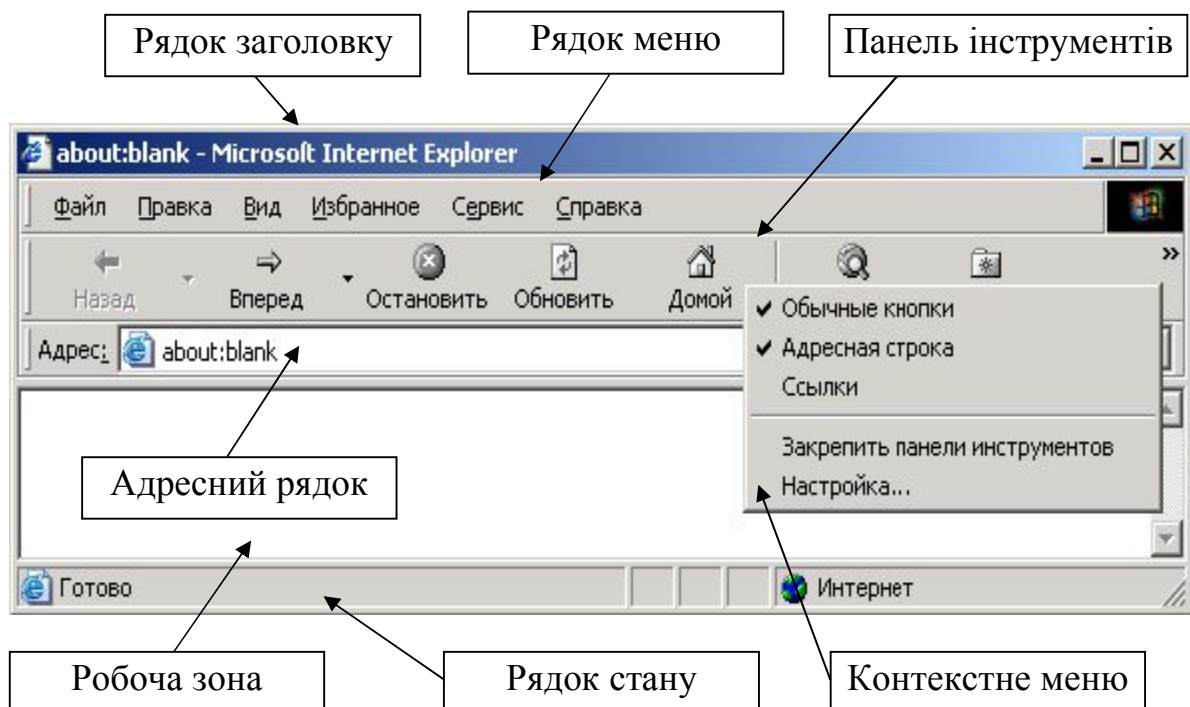 Рядок заголовку
Рядок меню
Панель інструментів
about:blank - Microsoft Internet Explorer
Файл Правка Вид Избранное Сервис Справка
Назад Вперед Остановить Обновить Домой
Обычные кнопки
Адрес: about:blank
Адресная строка
Ссылки
Закрепить панели инструментов
Настройка...
Адресний рядок
Готово Интернет
Робоча зона
Рядок стану
Контекстне меню